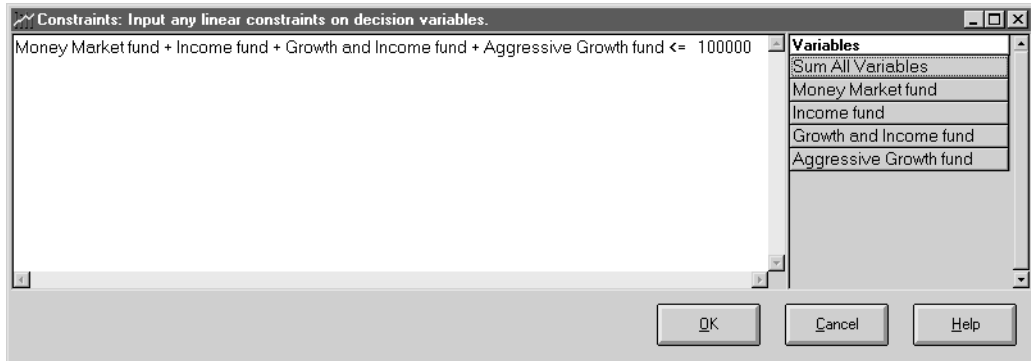 Constraints: Input any linear constraints on decision variables.
Money Market fund + Income fund + Growth and Income fund + Aggressive Growth fund <= 100000
Variables
Sum All Variables
Money Market fund
Income fund
Growth and Income fund
Aggressive Growth fund
OK
Cancel
Help